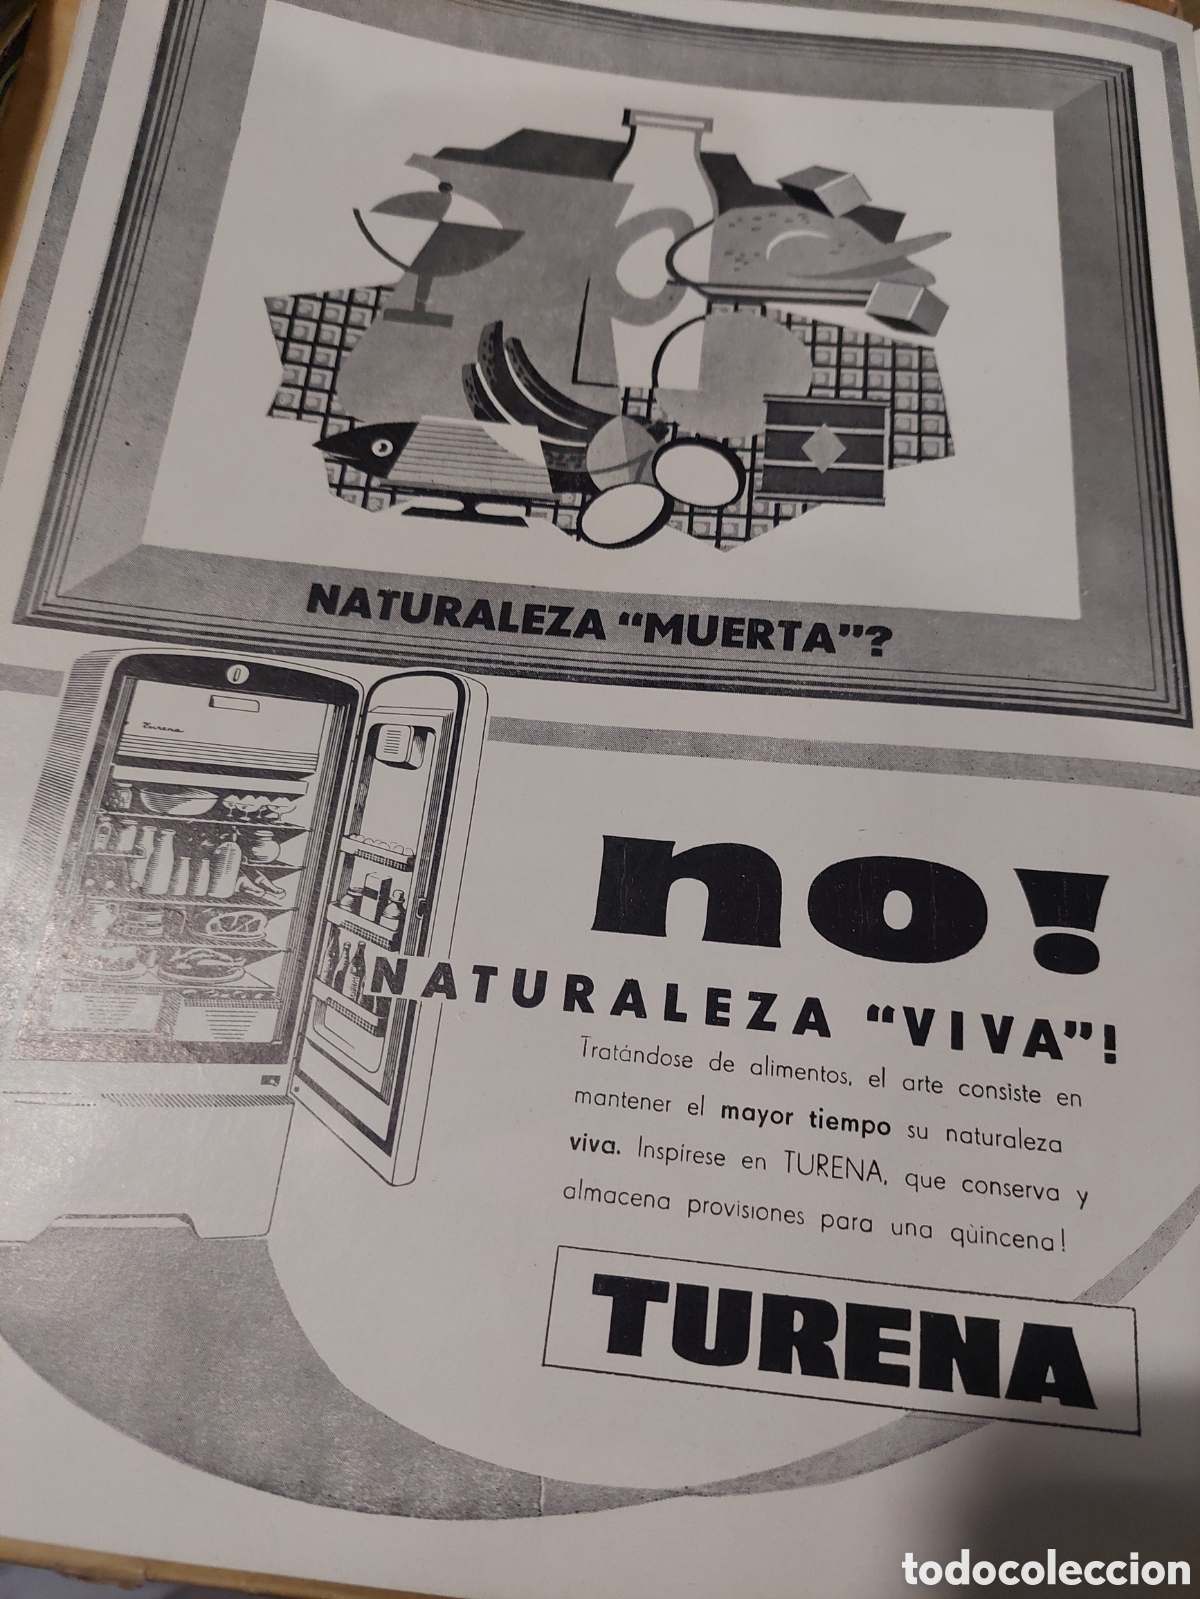 NATURALEZA “MUERTA”?
Turena
no!
NATURALEZA “VIVA”!
Tratándose de alimentos, el arte consiste en
mantener el mayor tiempo su naturaleza
viva. Inspírese en TURENA, que conserva y
almacena provisiones para una qùincena!
TURENA
todocoleccion